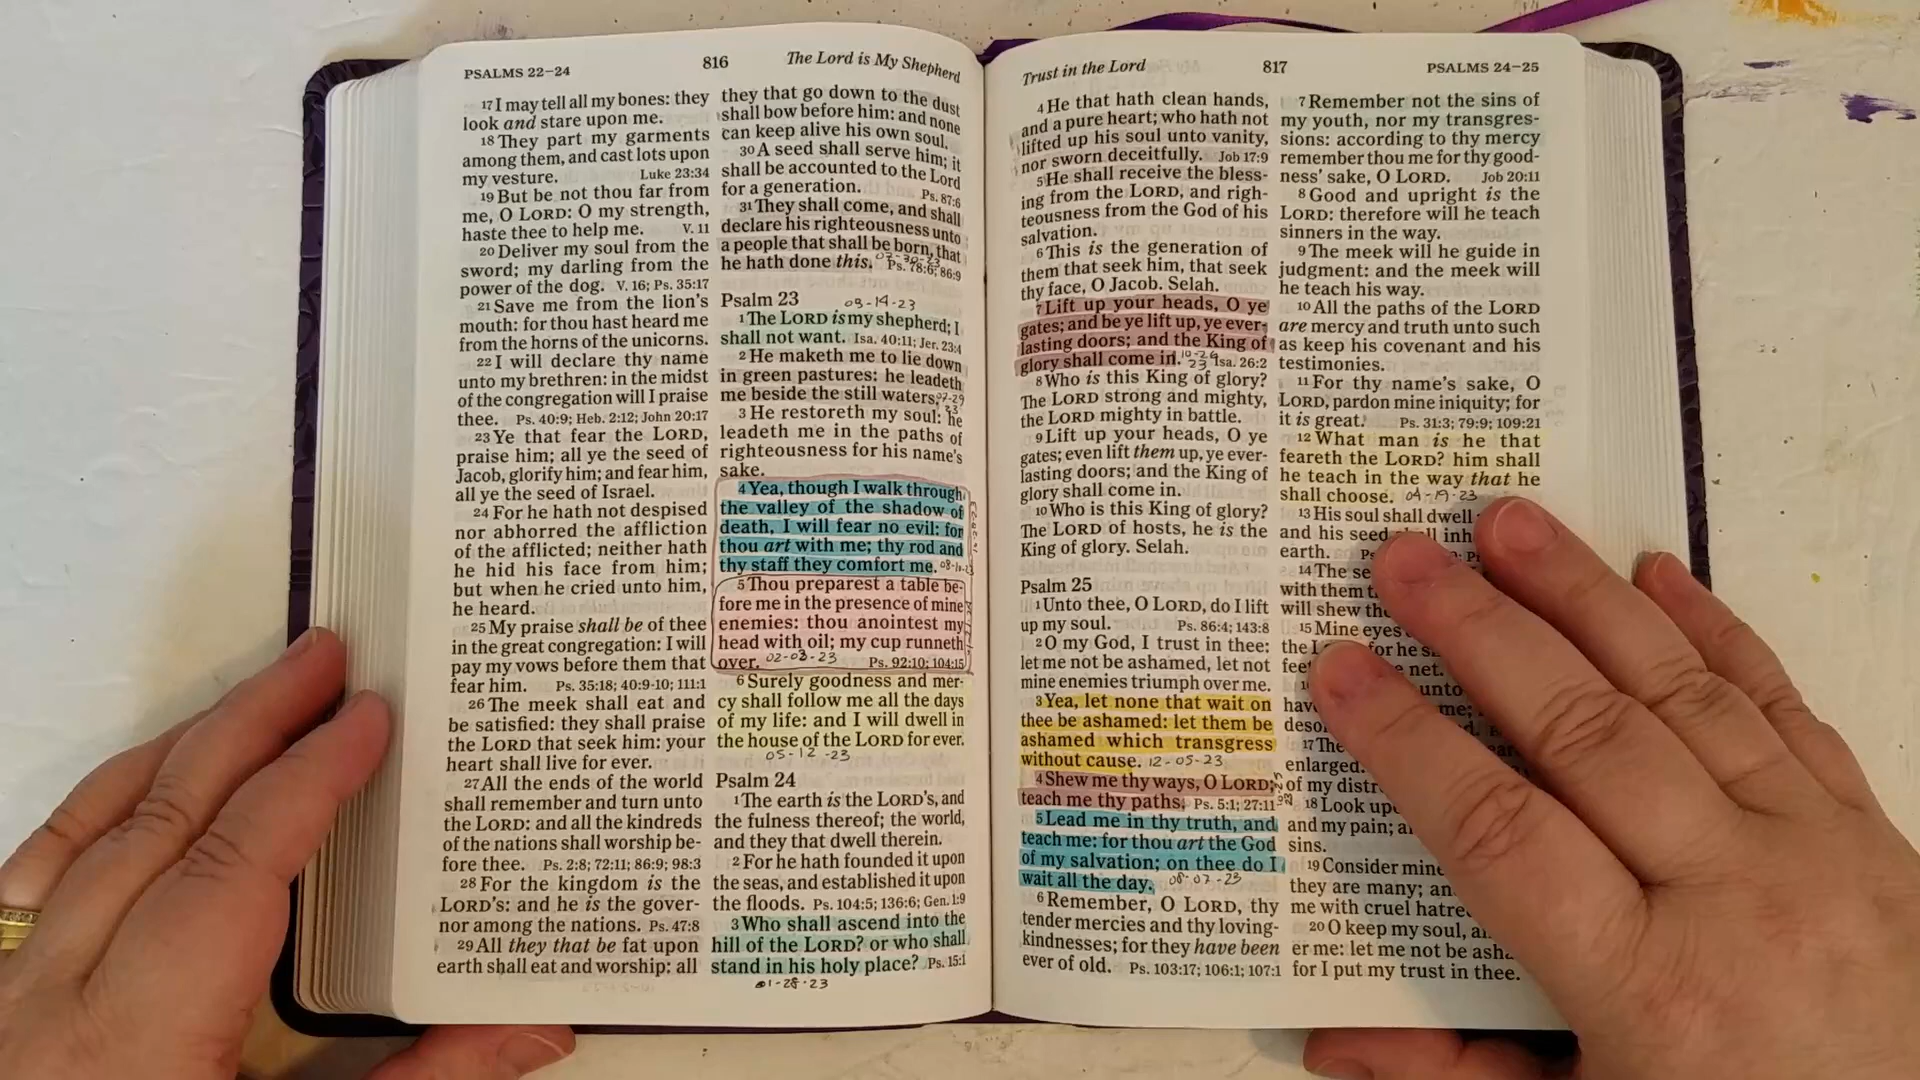 PSALMS 22–24
816
The Lord is My Shepherd
17 I may tell all my bones: they
look and stare upon me.
18 They part my garments
among them, and cast lots upon
my vesture. Luke 23:34
19 But be not thou far from
me, O LORD: O my strength,
haste thee to help me. V. 11
20 Deliver my soul from the
sword; my darling from the
power of the dog. V. 16; Ps. 35:17
21 Save me from the lion's
mouth: for thou hast heard me
from the horns of the unicorns.
22 I will declare thy name
unto my brethren: in the midst
of the congregation will I praise
thee. Ps. 40:9; Heb. 2:12; John 20:17
23 Ye that fear the LORD,
praise him; all ye the seed of
Jacob, glorify him; and fear him,
all ye the seed of Israel.
24 For he hath not despised
nor abhorred the affliction
of the afflicted; neither hath
he hid his face from him;
but when he cried unto him,
he heard.
25 My praise shall be of thee
in the great congregation: I will
pay my vows before them that
fear him. Ps. 35:18; 40:9-10; 111:1
26 The meek shall eat and
be satisfied: they shall praise
the LORD that seek him: your
heart shall live for ever.
27 All the ends of the world
shall remember and turn unto
the LORD: and all the kindreds
of the nations shall worship be-
fore thee. Ps. 2:8; 72:11; 86:9; 98:3
28 For the kingdom is the
LORD's: and he is the gover-
nor among the nations. Ps. 47:8
29 All they that be fat upon
earth shall eat and worship: all
they that go down to the dust
shall bow before him: and none
can keep alive his own soul.
30 A seed shall serve him; it
shall be accounted to the Lord
for a generation. Ps. 87:6
31 They shall come, and shall
declare his righteousness unto
a people that shall be born, that
he hath done this. Ps. 78:6; 86:9
Psalm 23 03-14-23
1 The LORD is my shepherd; I
shall not want. Isa. 40:11; Jer. 23:4
2 He maketh me to lie down
in green pastures: he leadeth
me beside the still waters.
3 He restoreth my soul: he
leadeth me in the paths of
righteousness for his name's
sake.
4 Yea, though I walk through
the valley of the shadow of
death, I will fear no evil: for
thou art with me; thy rod and
thy staff they comfort me.
5 Thou preparest a table be-
fore me in the presence of mine
enemies: thou anointest my
head with oil; my cup runneth
over. 02-03-23 Ps. 92:10; 104:15
6 Surely goodness and mer-
cy shall follow me all the days
of my life: and I will dwell in
the house of the LORD for ever.
05-12-23
Psalm 24
1 The earth is the LORD's, and
the fulness thereof; the world,
and they that dwell therein.
2 For he hath founded it upon
the seas, and established it upon
the floods. Ps. 104:5; 136:6; Gen. 1:9
3 Who shall ascend into the
hill of the LORD? or who shall
stand in his holy place? Ps. 15:1
01-28-23
Trust in the Lord
817
PSALMS 24–25
4 He that hath clean hands,
and a pure heart; who hath not
lifted up his soul unto vanity,
nor sworn deceitfully. Job 17:9
5 He shall receive the bless-
ing from the LORD, and righ-
teousness from the God of his
salvation.
6 This is the generation of
them that seek him, that seek
thy face, O Jacob. Selah.
7 Lift up your heads, O ye
gates; and be ye lift up, ye ever-
lasting doors; and the King of
glory shall come in. Isa. 26:2
8 Who is this King of glory?
The LORD strong and mighty,
the LORD mighty in battle.
9 Lift up your heads, O ye
gates; even lift them up, ye ever-
lasting doors; and the King of
glory shall come in.
10 Who is this King of glory?
The LORD of hosts, he is the
King of glory. Selah.
Psalm 25
1 Unto thee, O LORD, do I lift
up my soul. Ps. 86:4; 143:8
2 O my God, I trust in thee:
let me not be ashamed, let not
mine enemies triumph over me.
3 Yea, let none that wait on
thee be ashamed: let them be
ashamed which transgress
without cause. 12-05-23
4 Shew me thy ways, O LORD;
teach me thy paths. Ps. 5:1; 27:11
5 Lead me in thy truth, and
teach me: for thou art the God
of my salvation; on thee do I
wait all the day. 08-07-23
6 Remember, O LORD, thy
tender mercies and thy loving-
kindnesses; for they have been
ever of old. Ps. 103:17; 106:1; 107:1
7 Remember not the sins of
my youth, nor my transgres-
sions: according to thy mercy
remember thou me for thy good-
ness' sake, O LORD. Job 20:11
8 Good and upright is the
LORD: therefore will he teach
sinners in the way.
9 The meek will he guide in
judgment: and the meek will
he teach his way.
10 All the paths of the LORD
are mercy and truth unto such
as keep his covenant and his
testimonies.
11 For thy name's sake, O
LORD, pardon mine iniquity; for
it is great. Ps. 31:3; 79:9; 109:21
12 What man is he that
feareth the LORD? him shall
he teach in the way that he
shall choose. 04-19-23
13 His soul shall dwell
and his seed inh
earth.
14 The se
with them
will shew
15 Mine eyes
the for he
feet net.
unto
hav me;
deso
17 The
enlarged.
of my distr
18 Look up
and my pain; a
sins.
19 Consider mine
they are many; an
me with cruel hatre
20 O keep my soul, a
er me: let me not be ash
for I put my trust in thee.